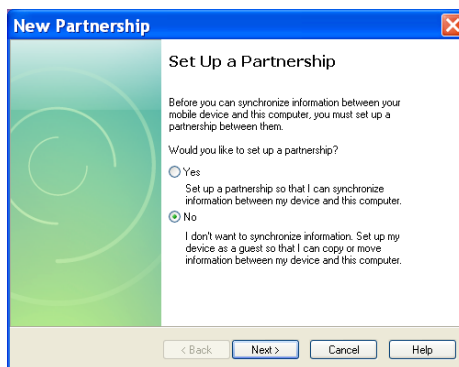 New Partnership
Set Up a Partnership
Before you can synchronize information between your
mobile device and this computer, you must set up a
partnership between them.
Would you like to set up a partnership?
Yes
Set up a partnership so that I can synchronize
information between my device and this computer.
No
I don't want to synchronize information. Set up my
device as a guest so that I can copy or move
information between my device and this computer.
< Back Next > Cancel Help